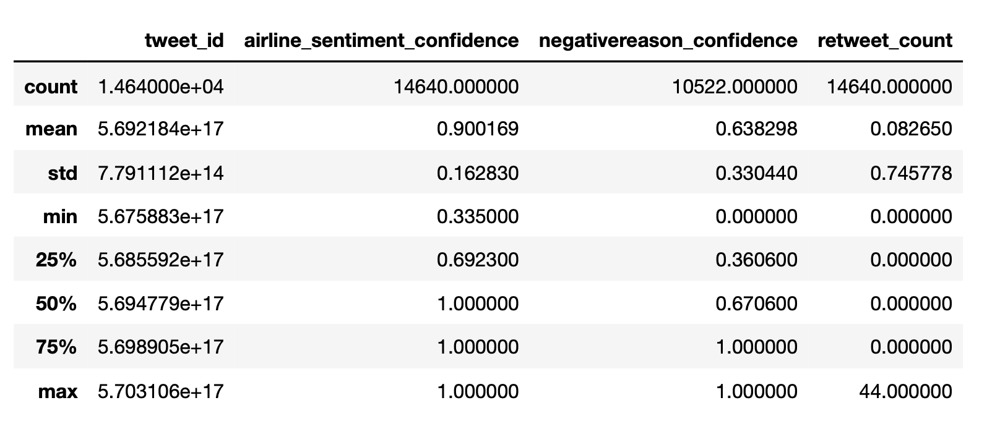 tweet_id airline_sentiment_confidence negativereason_confidence retweet_count
count 1.464000e+04 14640.000000 10522.000000 14640.000000
mean 5.692184e+17 0.900169 0.638298 0.082650
std 7.791112e+14 0.162830 0.330440 0.745778
min 5.675883e+17 0.335000 0.000000 0.000000
25% 5.685592e+17 0.692300 0.360600 0.000000
50% 5.694779e+17 1.000000 0.670600 0.000000
75% 5.698905e+17 1.000000 1.000000 0.000000
max 5.703106e+17 1.000000 1.000000 44.000000